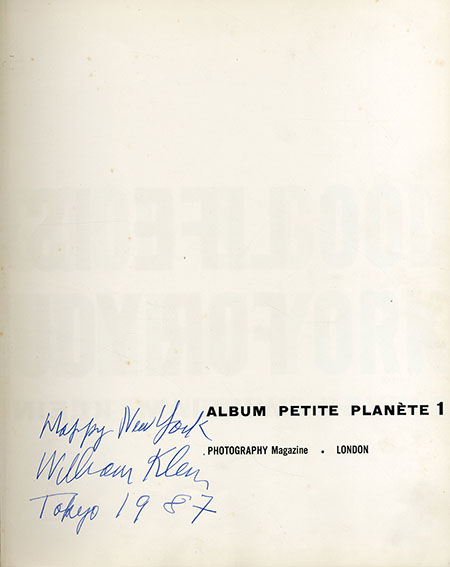 ALBUM PETITE PLANÈTE 1
PHOTOGRAPHY Magazine • LONDON
Happy New York
William Klein
Tokyo 1987